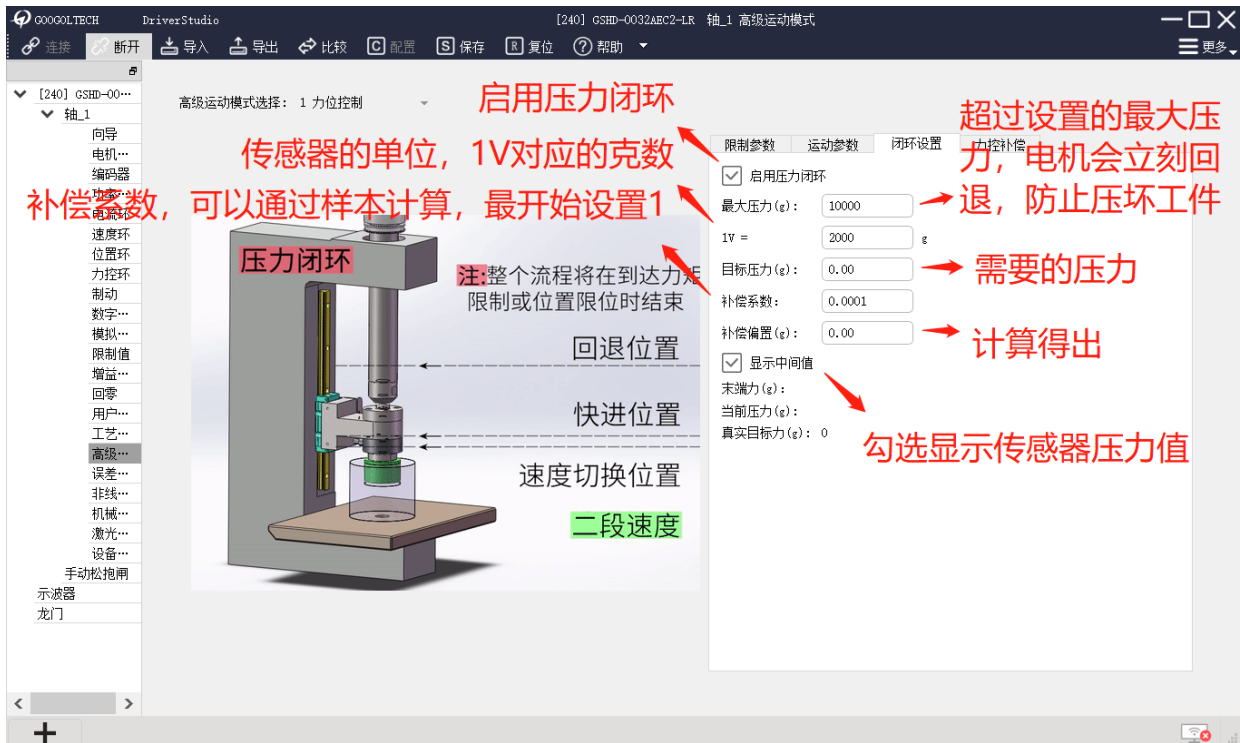 GOOGOLTECH DriverStudio [240] GSHD-0032AEC2-LR 轴_1 高级运动模式
连接 断开 导入 导出 比较 C 配置 S 保存 R 复位 ? 帮助 更多
[240] GSHD-00…
轴_1
向导
电机…
编码器
功率…
电流环
速度环
位置环
力控环
制动
数字…
模拟…
限制值
增益…
回零
用户…
工艺…
高级…
误差…
非线…
机械…
激光…
设备…
手动松抱闸
示波器
龙门
高级运动模式选择: 1 力位控制
启用压力闭环
传感器的单位，1V对应的克数
补偿系数，可以通过样本计算，最开始设置1
压力闭环
注:整个流程将在到达力矩
限制或位置限位时结束
回退位置
快进位置
速度切换位置
二段速度
限制参数 运动参数 闭环设置 力控补偿
启用压力闭环
最大压力(g): 10000
1V = 2000 g
目标压力(g): 0.00
补偿系数: 0.0001
补偿偏置(g): 0.00
显示中间值
末端力(g):
当前压力(g):
真实目标力(g): 0
超过设置的最大压
力，电机会立刻回
退，防止压坏工件
需要的压力
计算得出
勾选显示传感器压力值